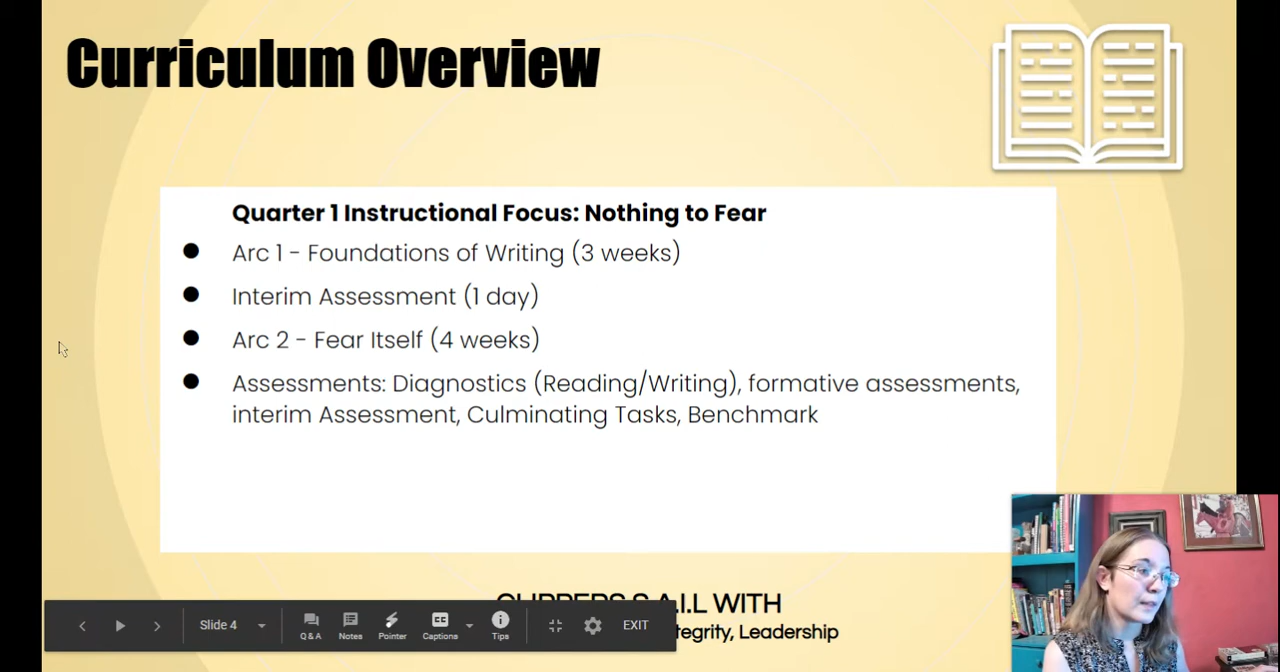 Curriculum Overview
Quarter 1 Instructional Focus: Nothing to Fear
● Arc 1 - Foundations of Writing (3 weeks)
● Interim Assessment (1 day)
● Arc 2 - Fear Itself (4 weeks)
● Assessments: Diagnostics (Reading/Writing), formative assessments,
interim Assessment, Culminating Tasks, Benchmark
WITH
Leadership
Slide 4
Q & A
Notes
Pointer
CC
Captions
Tips
EXIT